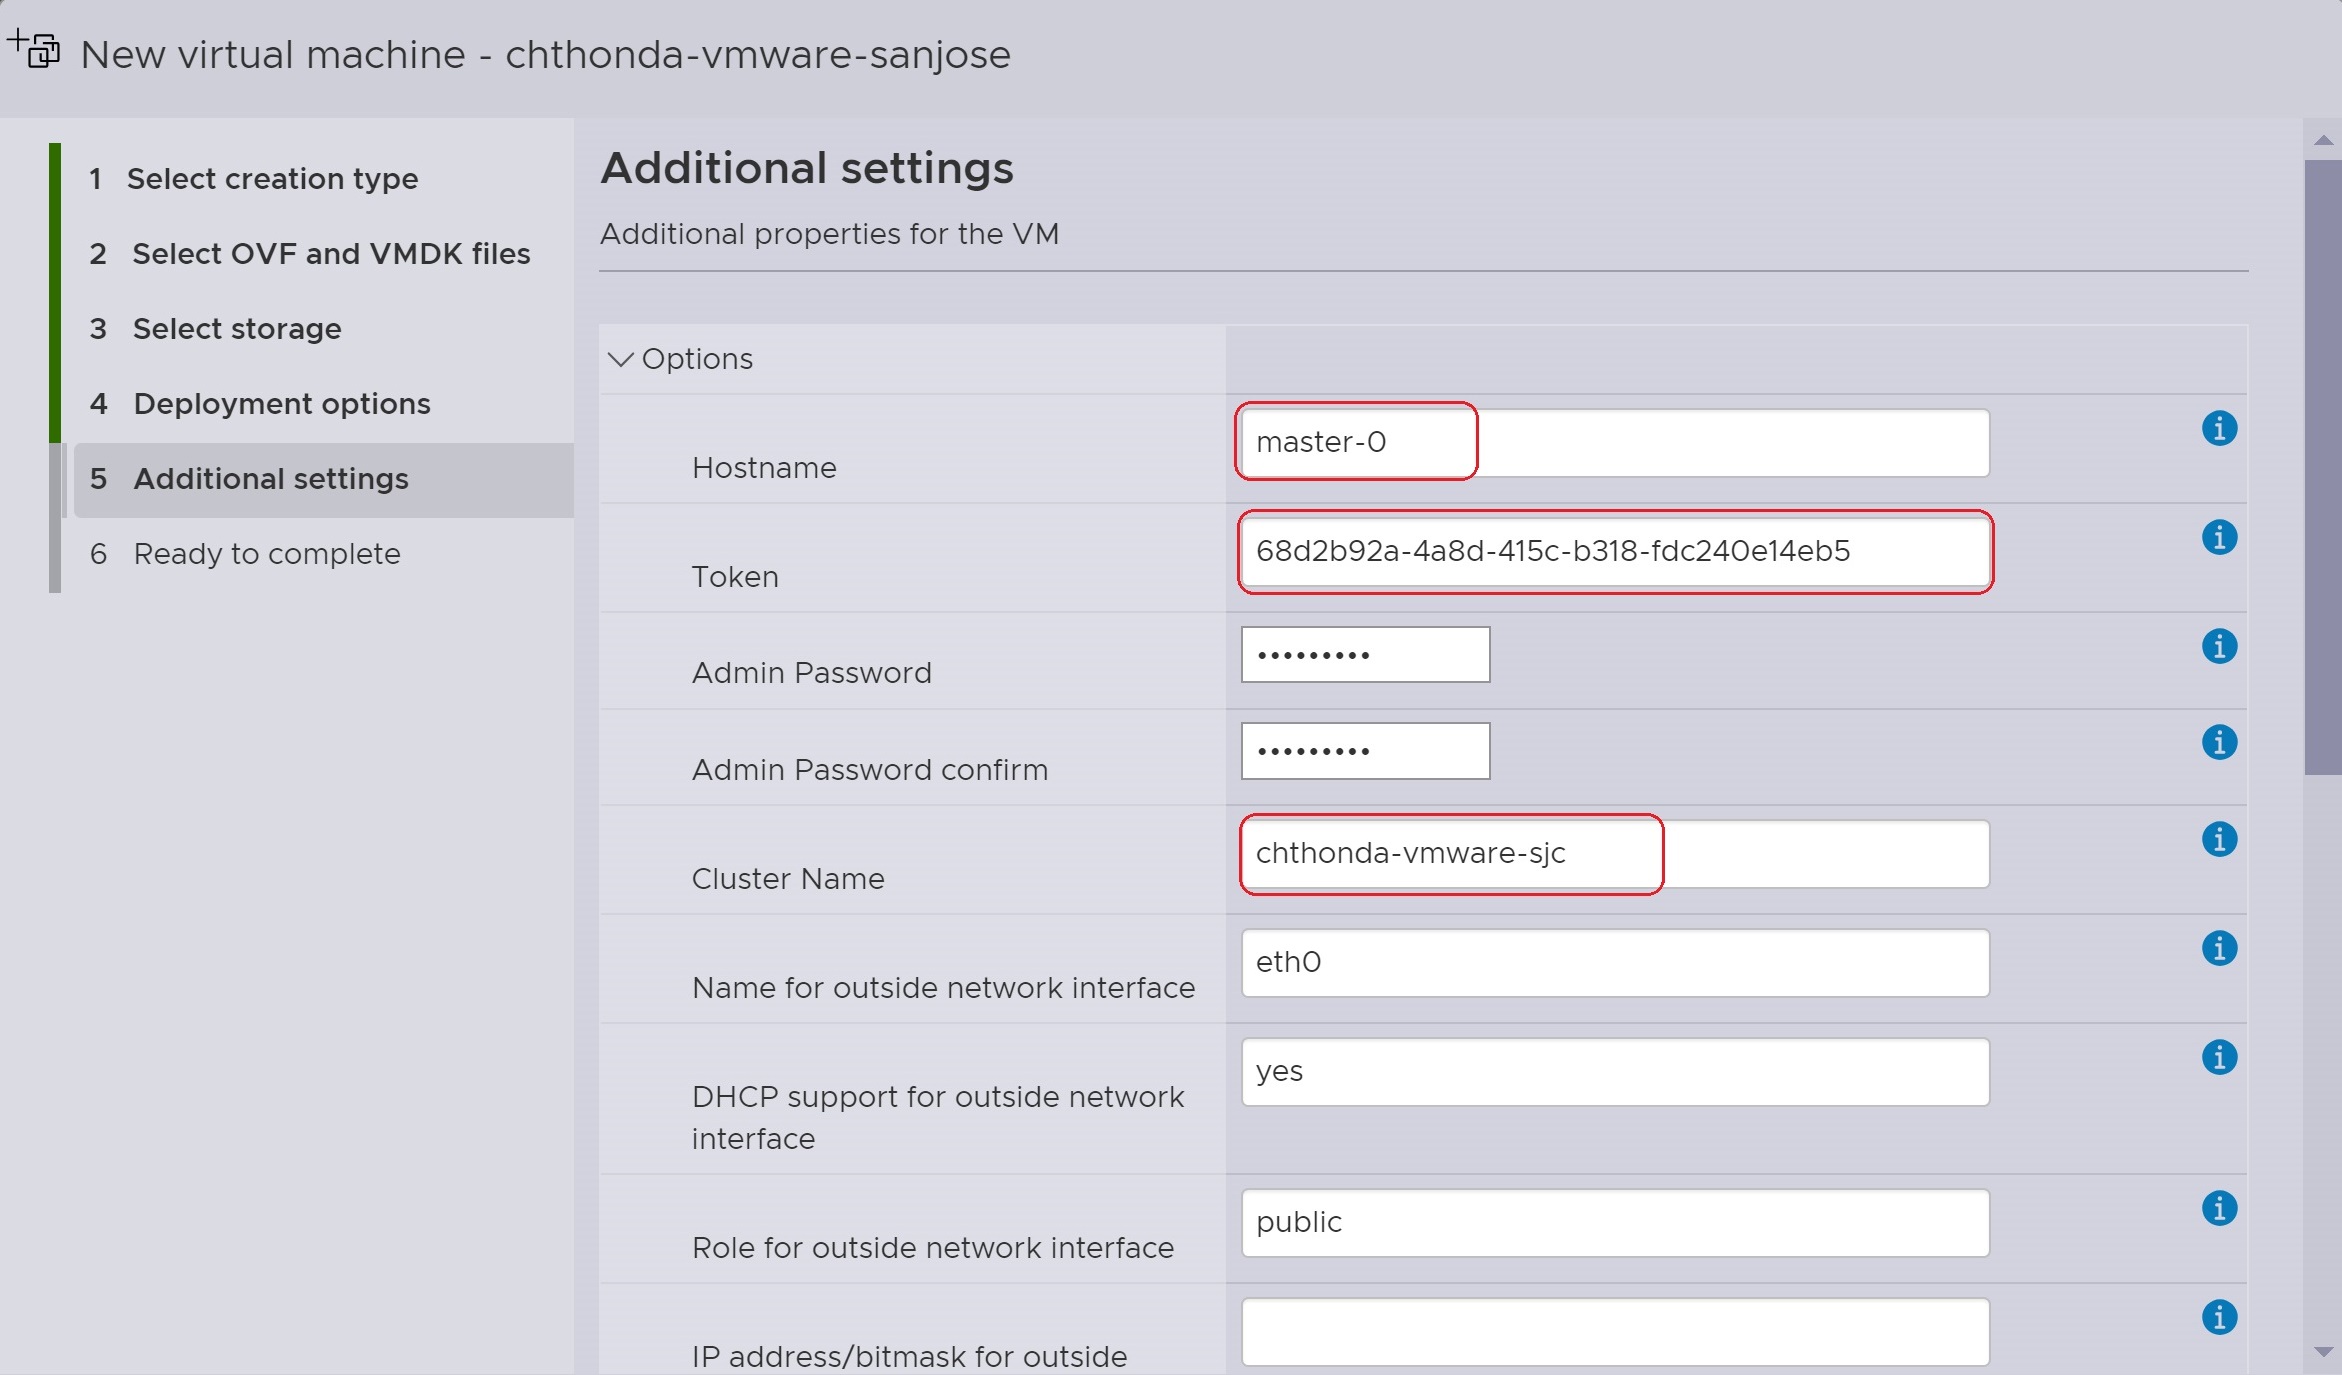 New virtual machine - chthonda-vmware-sanjose
1 Select creation type
2 Select OVF and VMDK files
3 Select storage
4 Deployment options
5 Additional settings
6 Ready to complete
Additional settings
Additional properties for the VM
Options
Hostname
master-0
Token
68d2b92a-4a8d-415c-b318-fdc240e14eb5
Admin Password
•••••••••
Admin Password confirm
•••••••••
Cluster Name
chthonda-vmware-sjc
Name for outside network interface
eth0
DHCP support for outside network
interface
yes
Role for outside network interface
public
IP address/bitmask for outside